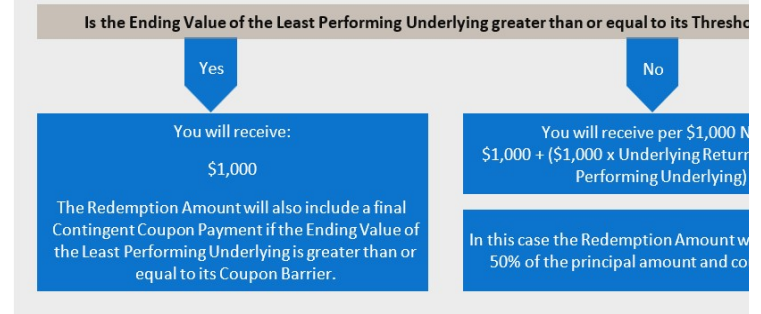 Is the Ending Value of the Least Performing Underlying greater than or equal to its
Yes
No
You will receive:
$1,000
The Redemption Amount will also include a final
Contingent Coupon Payment if the Ending Value of
the Least Performing Underlying is greater than or
equal to its Coupon Barrier.
You will receive per $1,000
$1,000 + ($1,000 x Underlying Return
Performing Underlying)
In this case the Redemption Amount
50% of the principal amount and